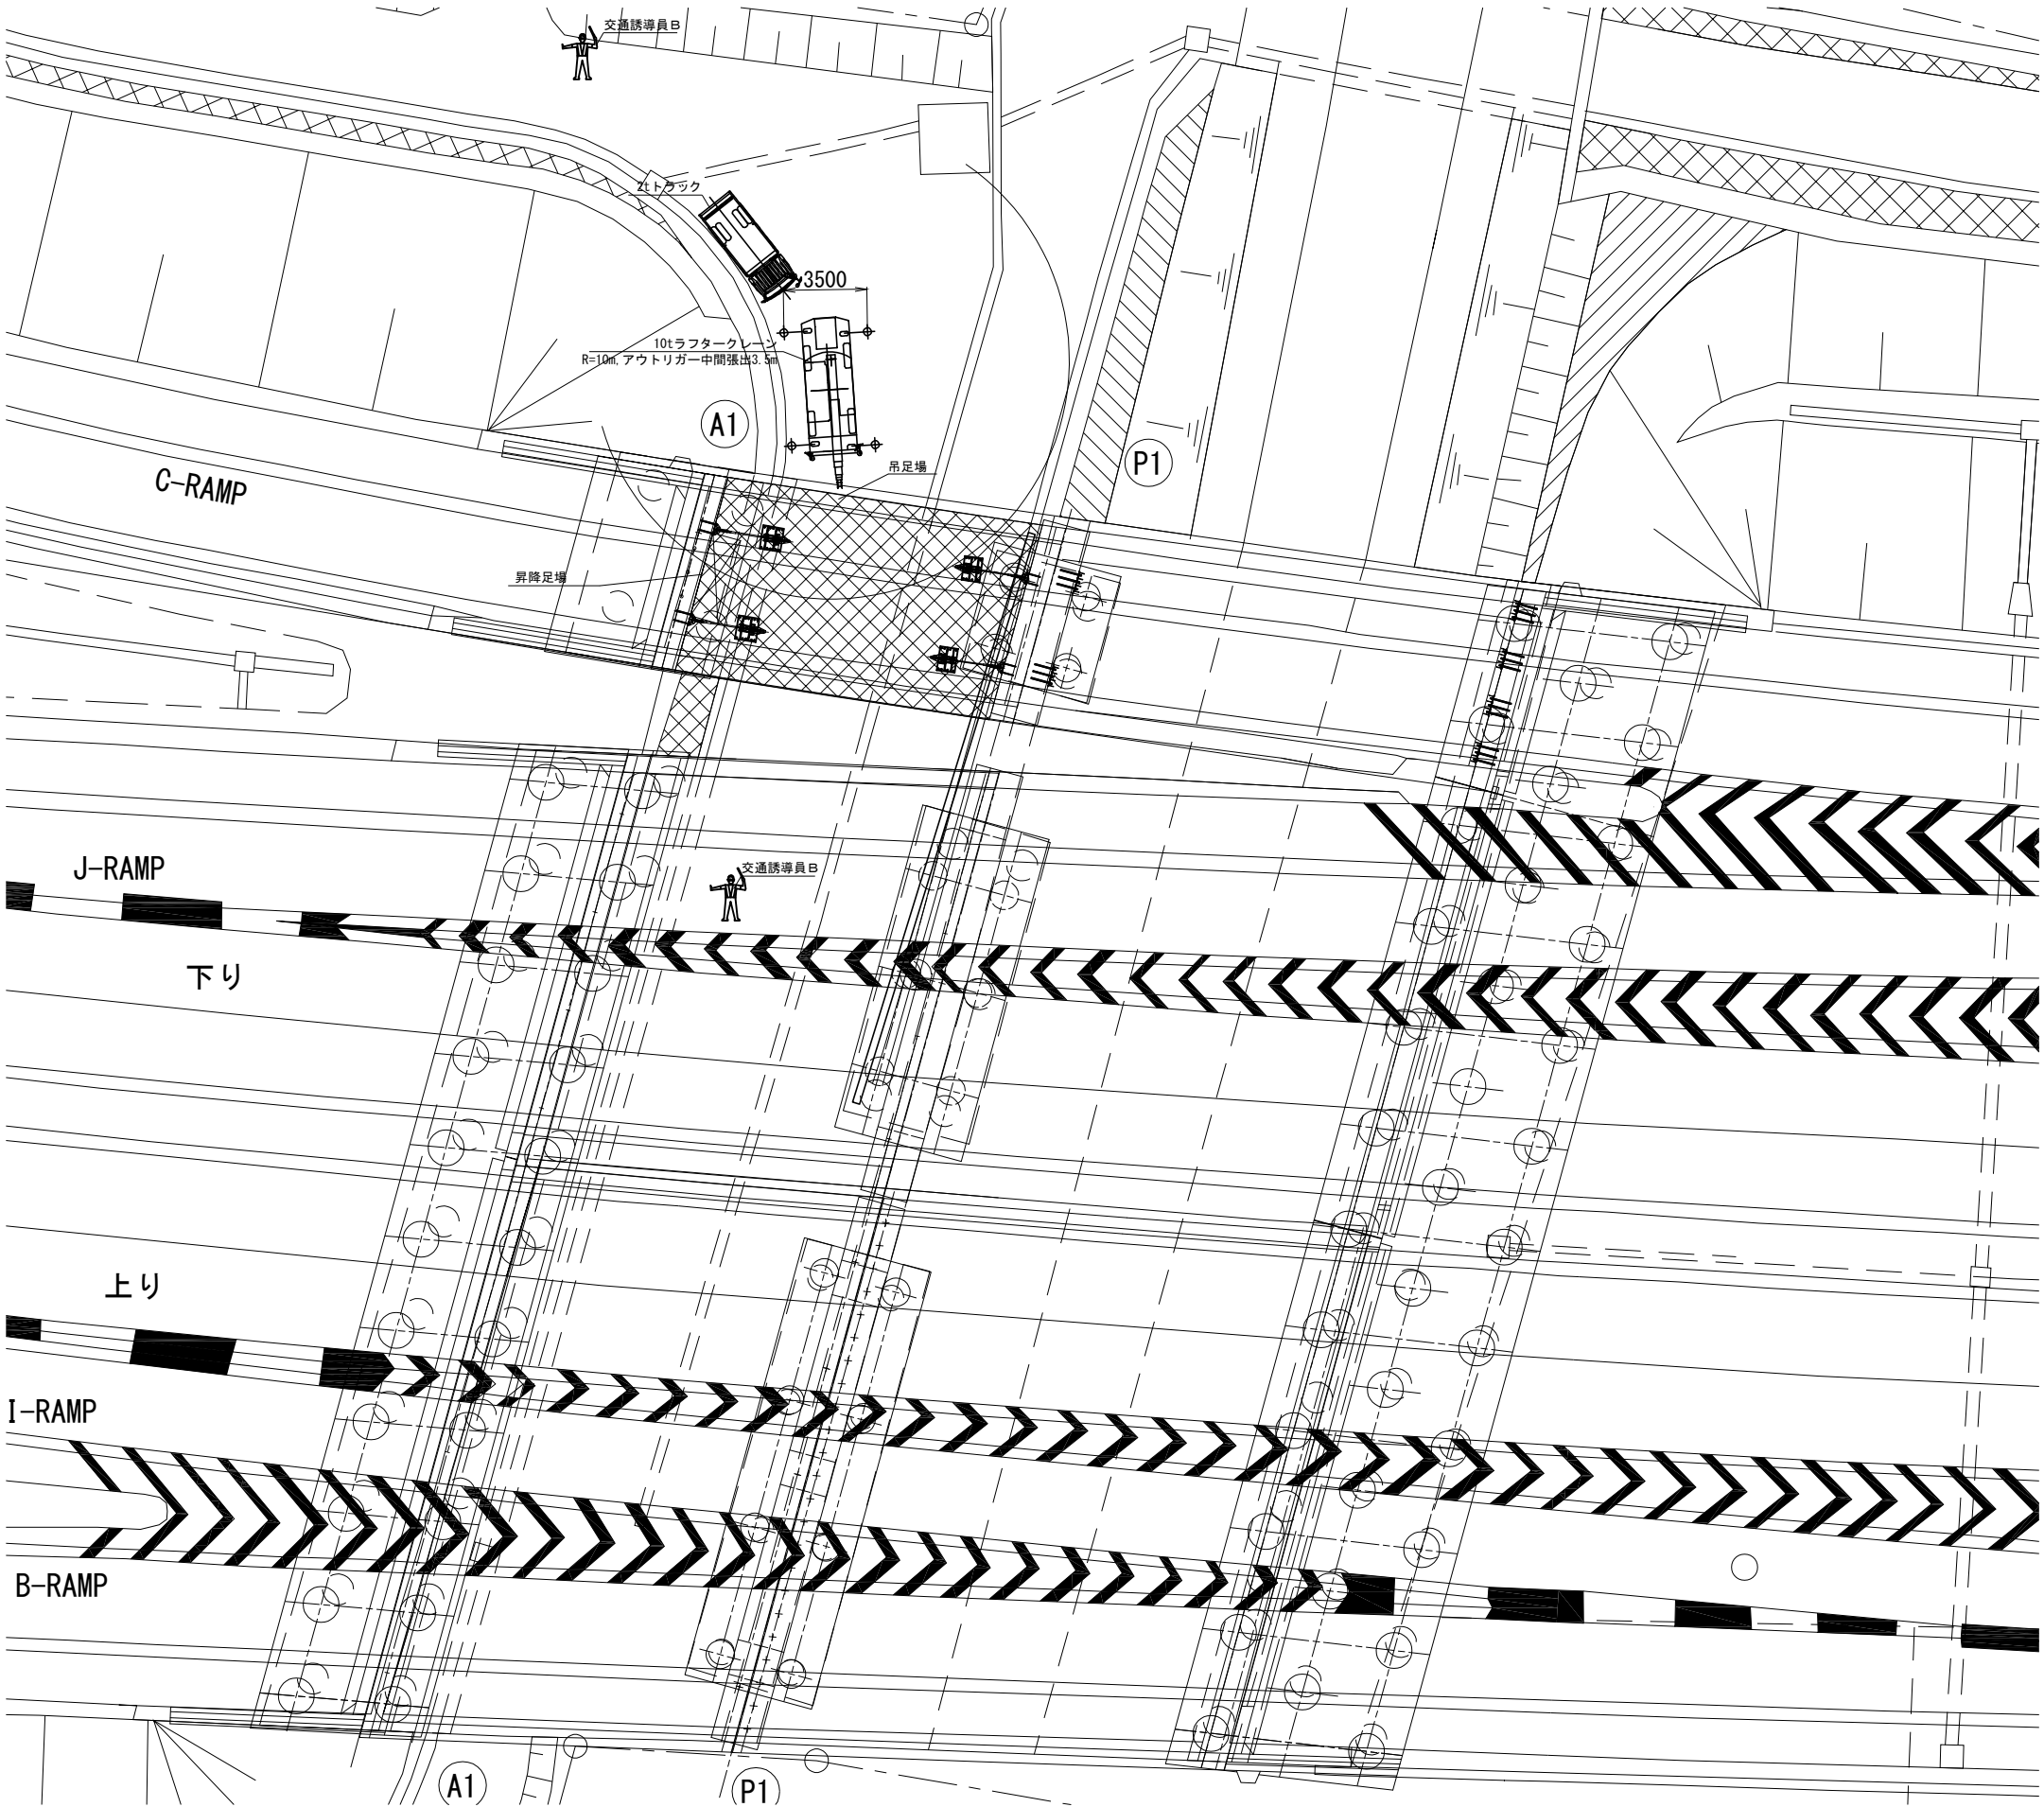 交通誘導員B
2tトラック
3500
10tラフタークレーン
R=10m,アウトリガー中間張出3.5m
A1
P1
吊足場
C-RAMP
昇降足場
J-RAMP
交通誘導員B
下り
上り
I-RAMP
B-RAMP
A1
P1